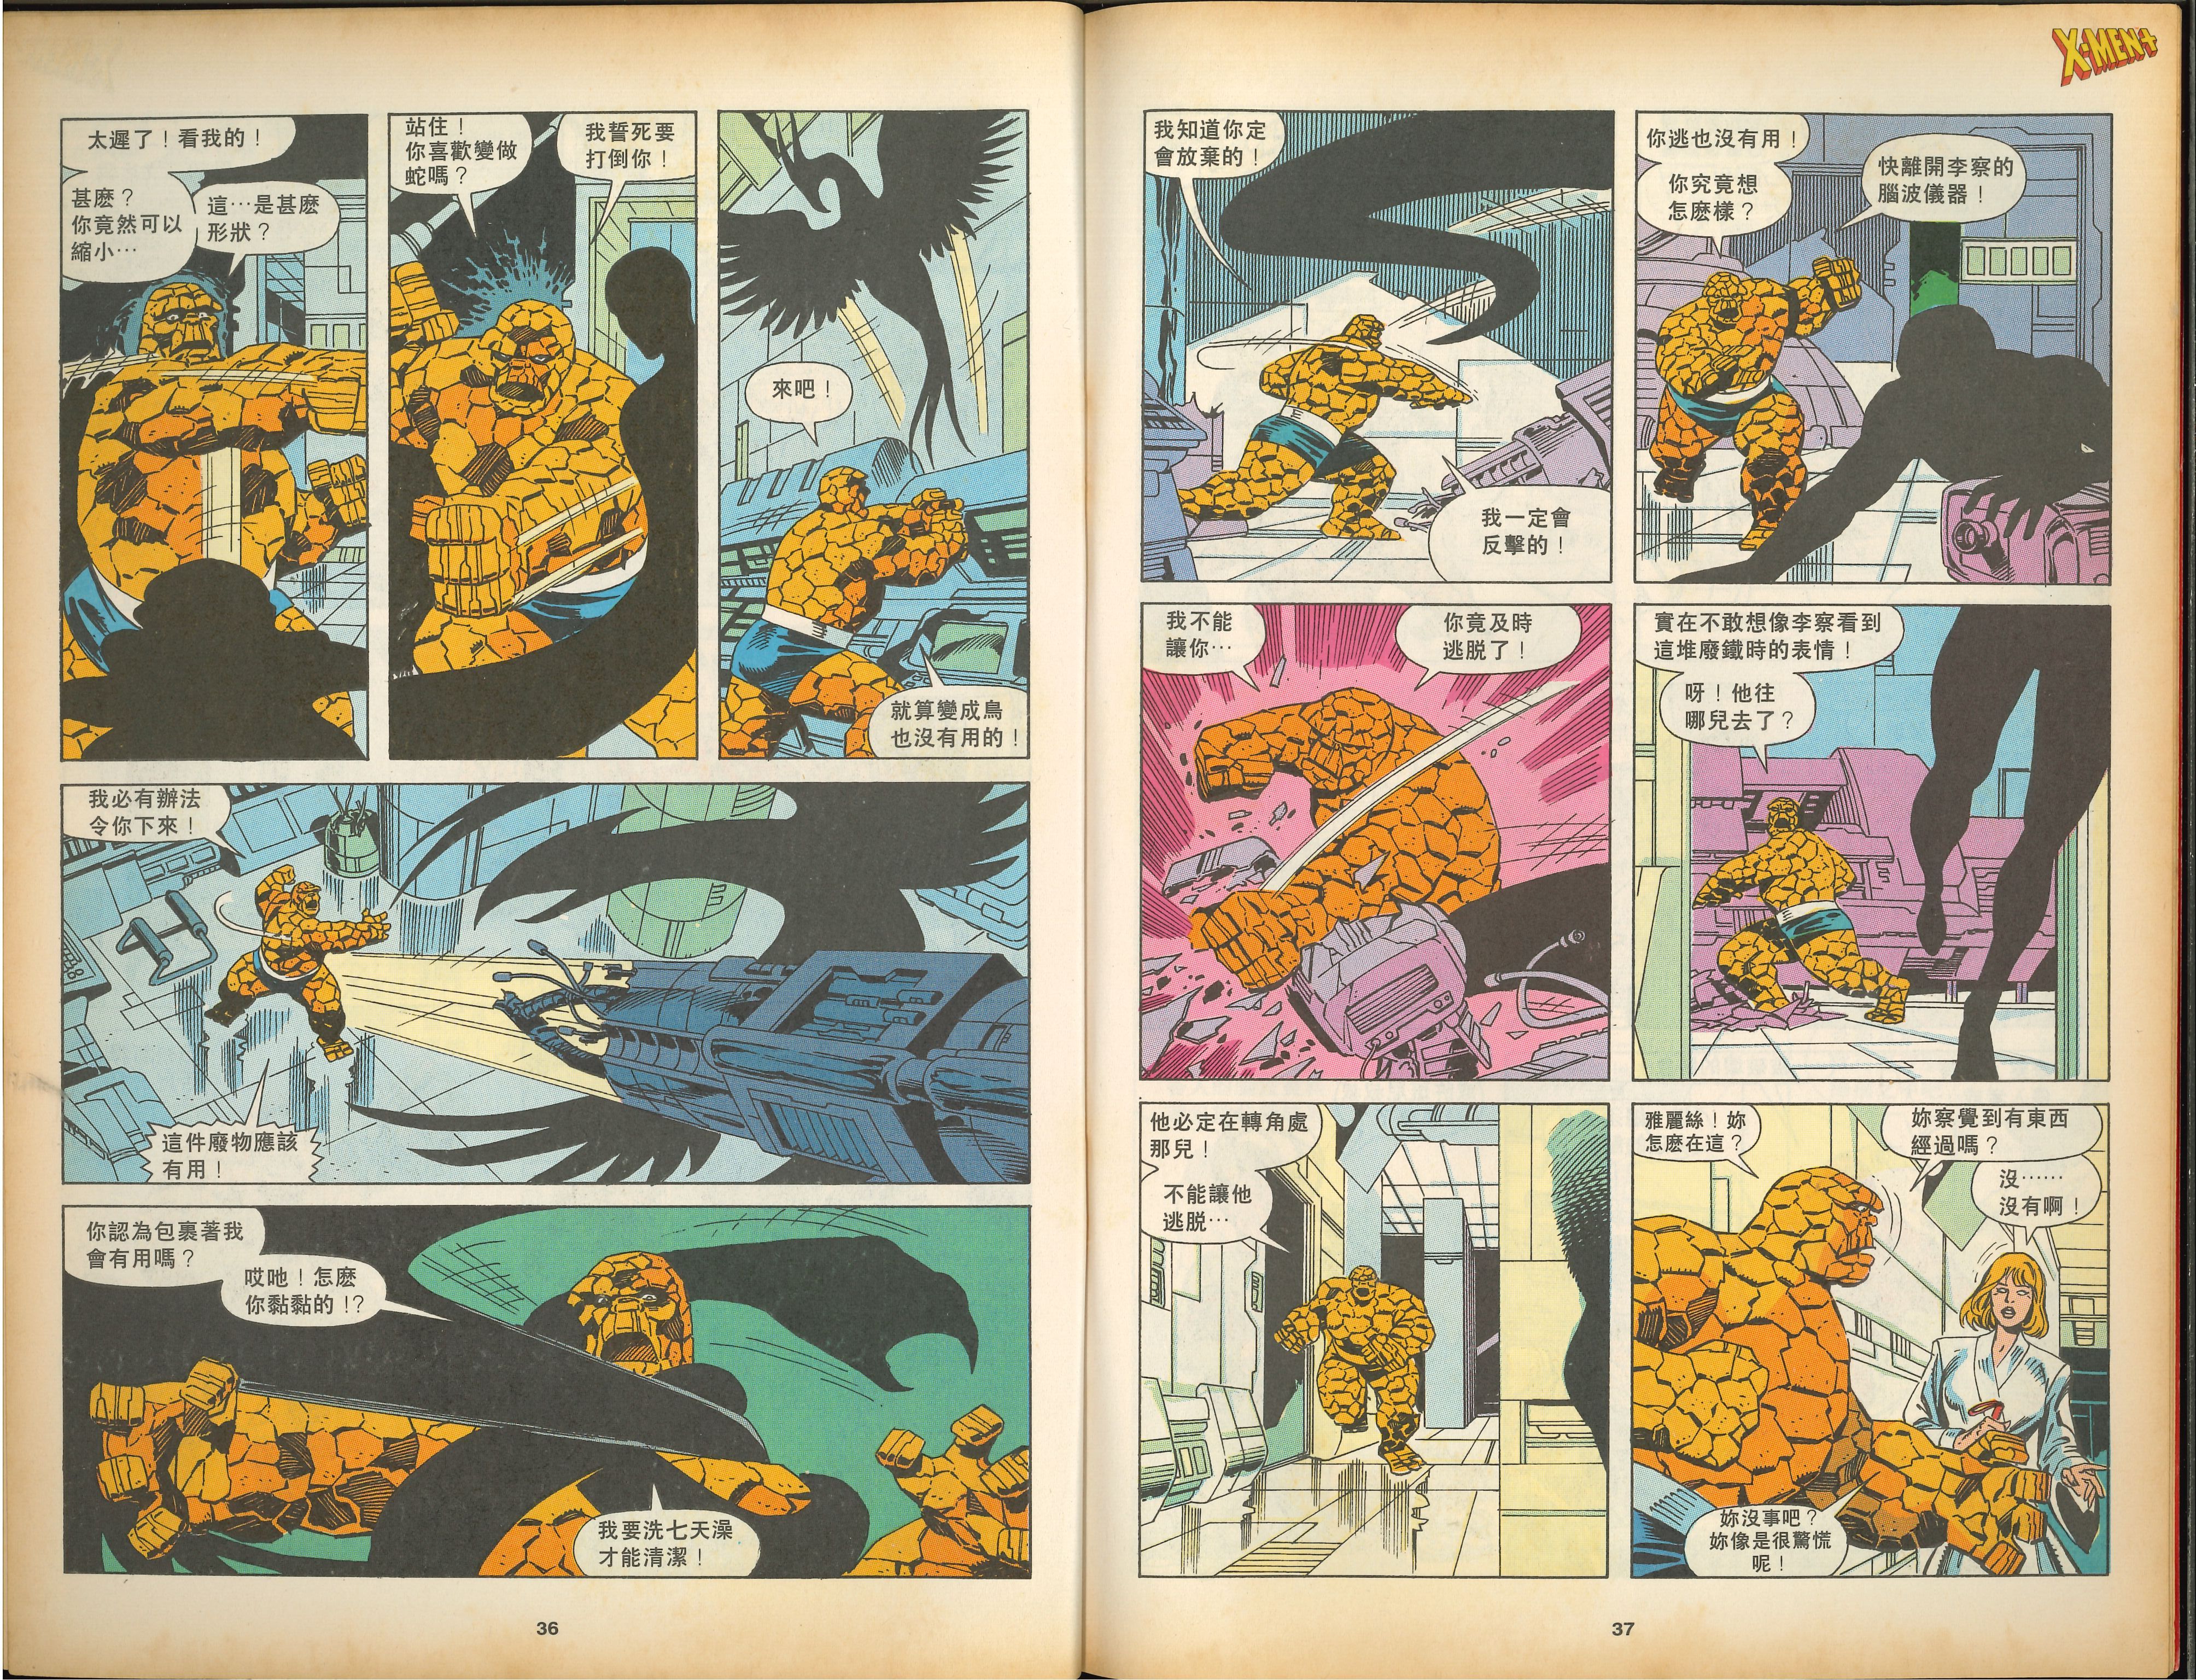 X-MEN+
太遲了！看我的！
甚麽？
你竟然可以
縮小…
這…是甚麽
形狀？
站住！
你喜歡變做
蛇嗎？
我誓死要
打倒你！
來吧！
就算變成鳥
也沒有用的！
我必有辦法
令你下來！
這件廢物應該
有用！
你認為包裹著我
會有用嗎？
哎吔！怎麽
你黏黏的！?
我要洗七天澡
才能清潔！
36
我知道你定
會放棄的！
我一定會
反擊的！
你逃也沒有用！
你究竟想
怎麽樣？
快離開李察的
腦波儀器！
我不能
讓你…
你竟及時
逃脱了！
實在不敢想像李察看到
這堆廢鐵時的表情！
呀！他往
哪兒去了？
他必定在轉角處
那兒！
不能讓他
逃脱…
雅麗絲！妳
怎麽在這？
妳察覺到有東西
經過嗎？
沒……
沒有啊！
妳沒事吧？
妳像是很驚慌
呢！
37